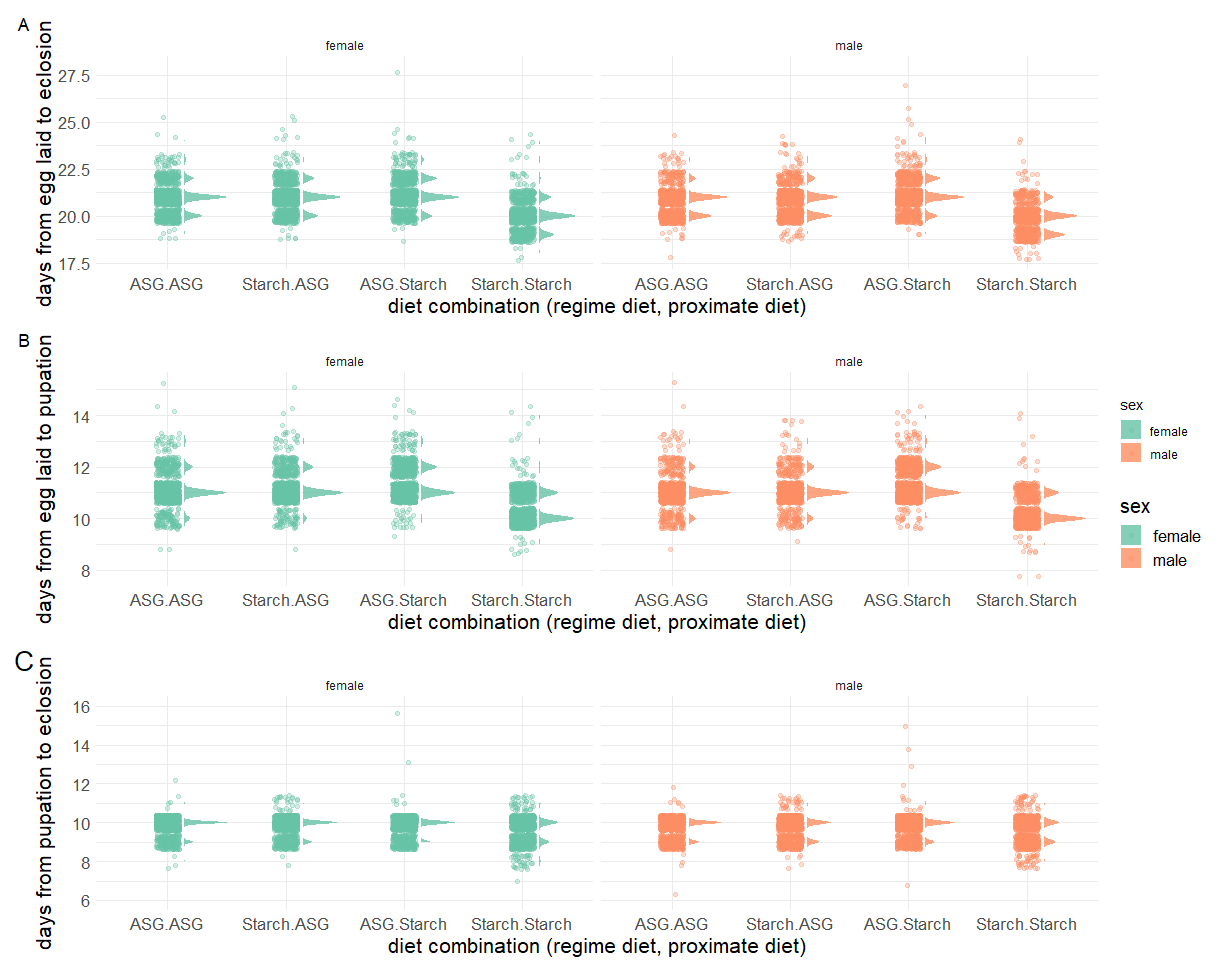 A
days from egg laid to eclosion
female
male
27.5
25.0
22.5
20.0
17.5
ASG.ASG Starch.ASG ASG.Starch Starch.Starch ASG.ASG Starch.ASG ASG.Starch Starch.Starch
diet combination (regime diet, proximate diet)
B
days from egg laid to pupation
female
male
14
12
10
8
ASG.ASG Starch.ASG ASG.Starch Starch.Starch ASG.ASG Starch.ASG ASG.Starch Starch.Starch
diet combination (regime diet, proximate diet)
sex
female
male
sex
female
male
C
days from pupation to eclosion
female
male
16
14
12
10
8
6
ASG.ASG Starch.ASG ASG.Starch Starch.Starch ASG.ASG Starch.ASG ASG.Starch Starch.Starch
diet combination (regime diet, proximate diet)